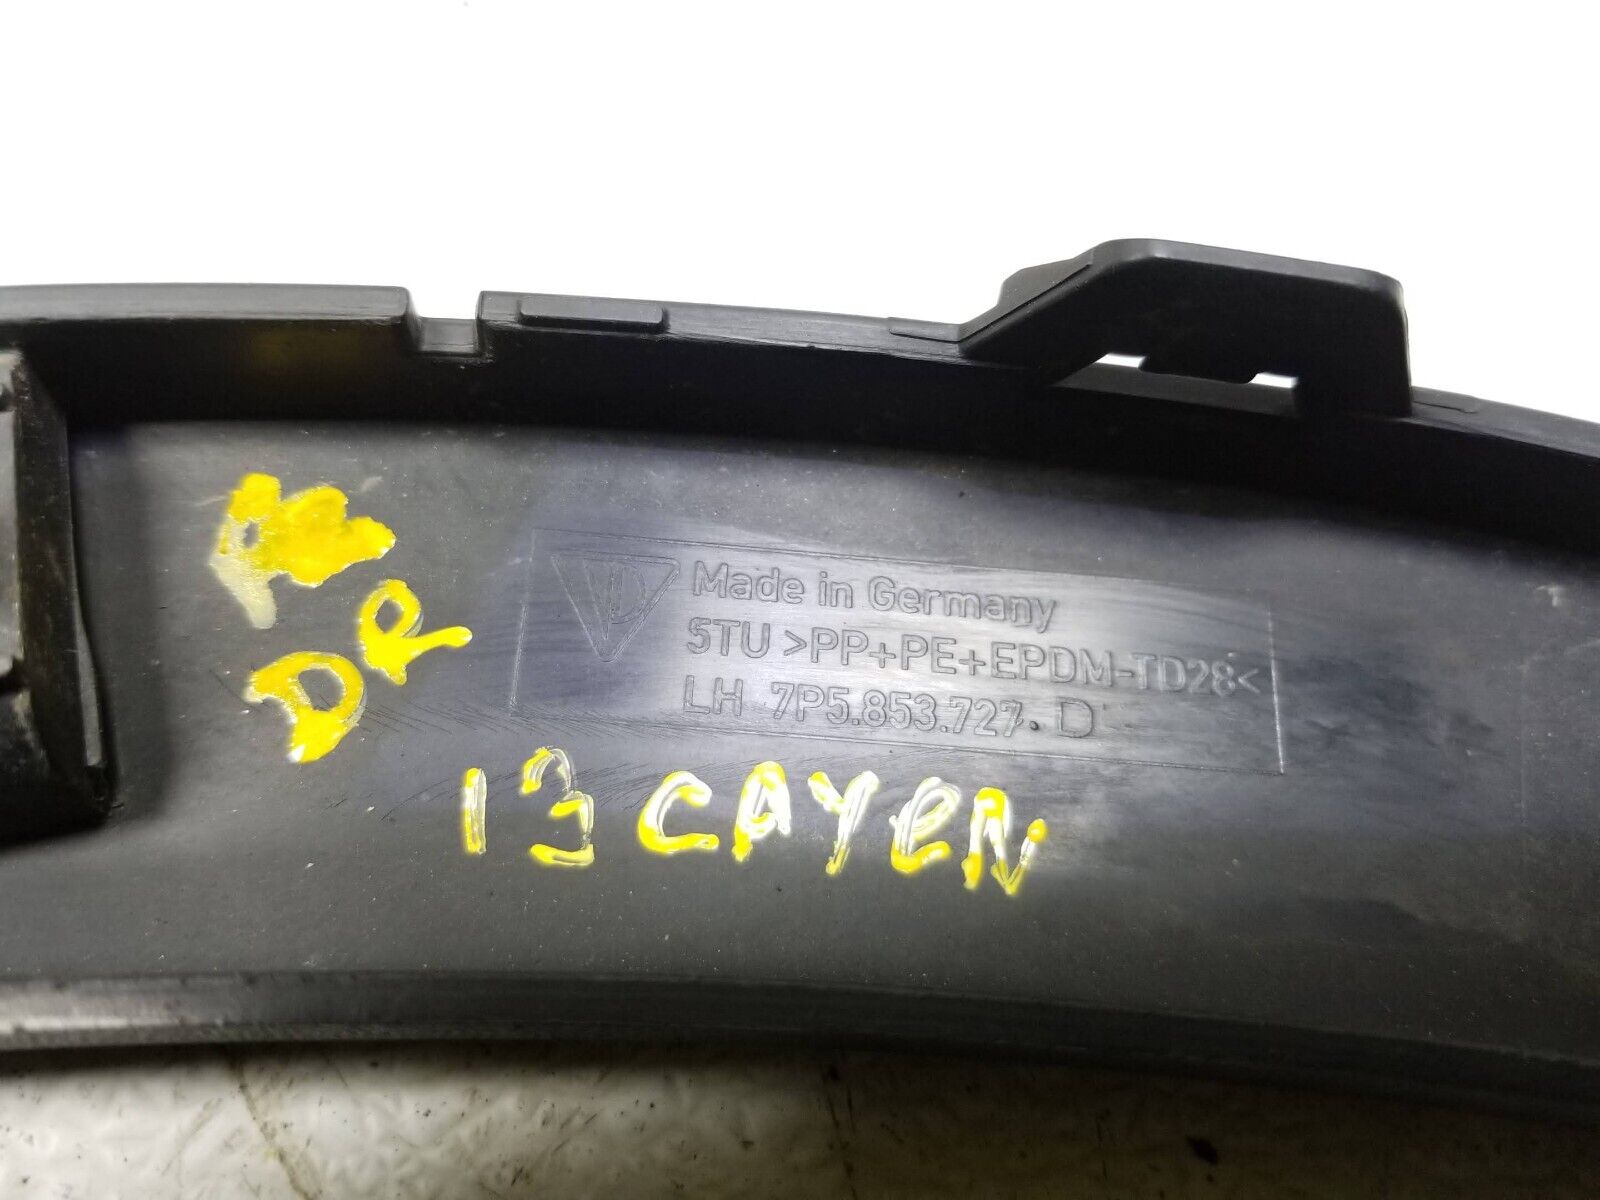 DR
Made in Germany
5TU >PP+PE+EPDM-TD28<
LH 7P5.853.727. D
13 CAYEN